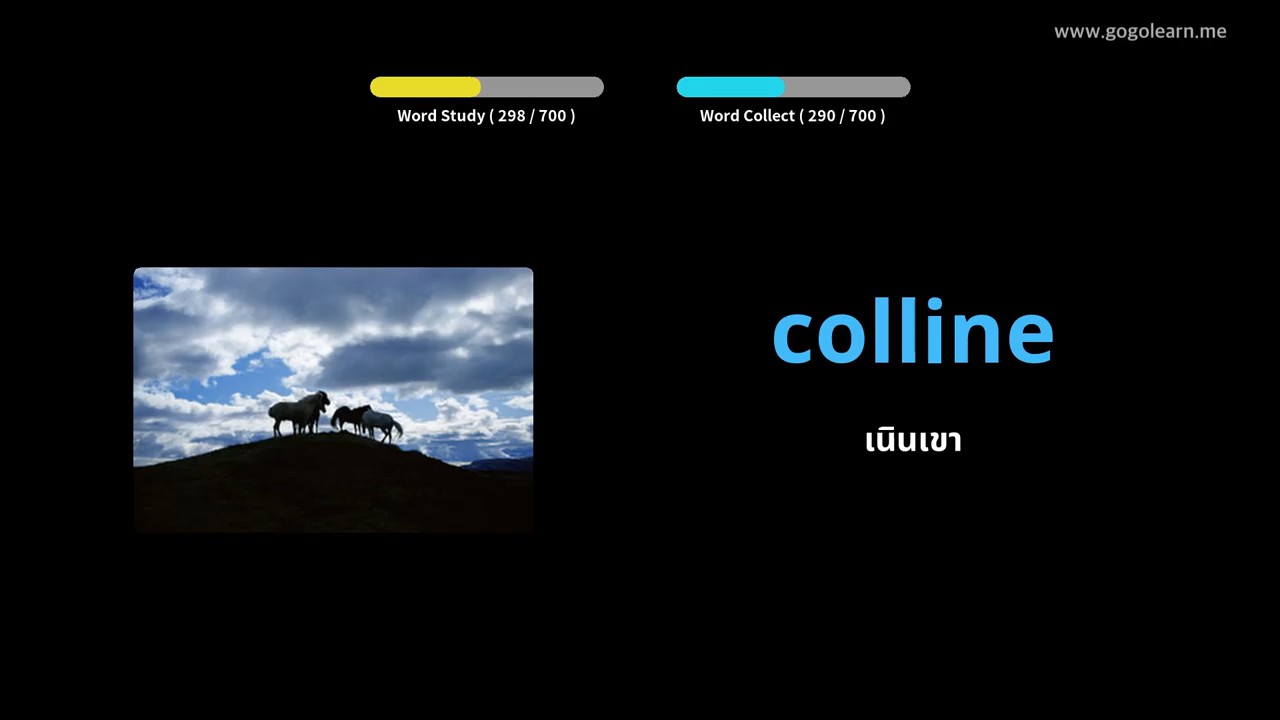 www.gogolearn.me
Word Study ( 298 / 700 )
Word Collect ( 290 / 700 )
colline
เนินเขา